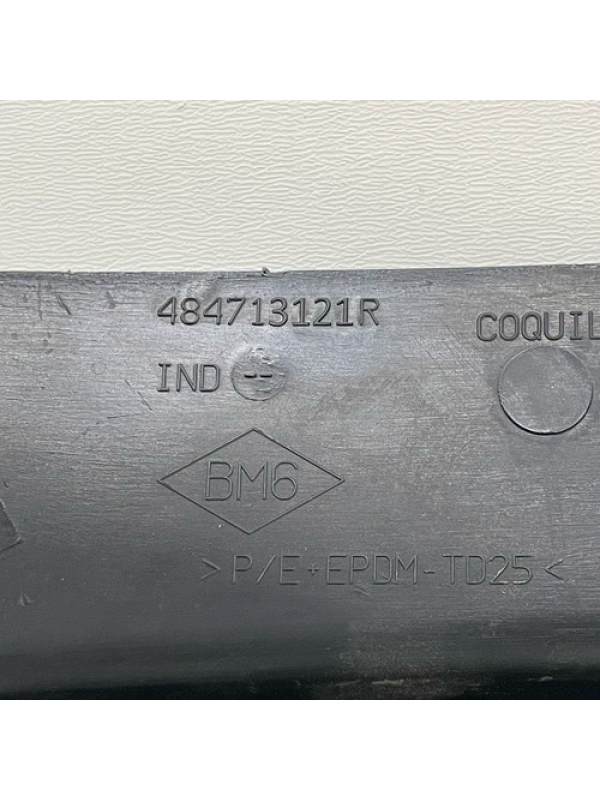 484713121R
COQUIL
IND --
BM6
>P/E+EPDM-TD25<